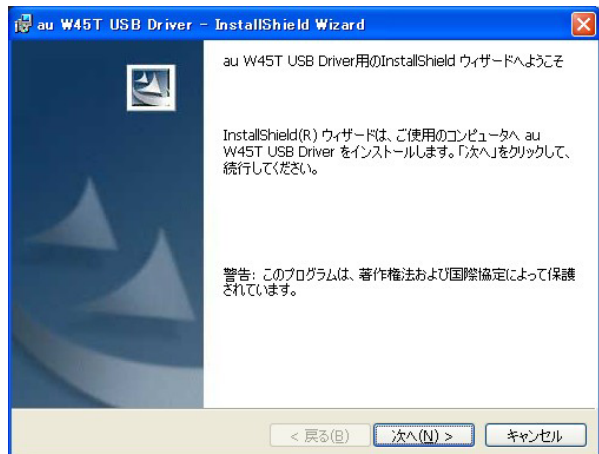 au W45T USB Driver - InstallShield Wizard
au W45T USB Driver用のInstallShield ウィザードへようこそ
InstallShield(R) ウィザードは、ご使用のコンピュータへ au
W45T USB Driver をインストールします。「次へ」をクリックして、
続行してください。
警告: このプログラムは、著作権法および国際協定によって保護
されています。
< 戻る(B)
次へ(N) >
キャンセル